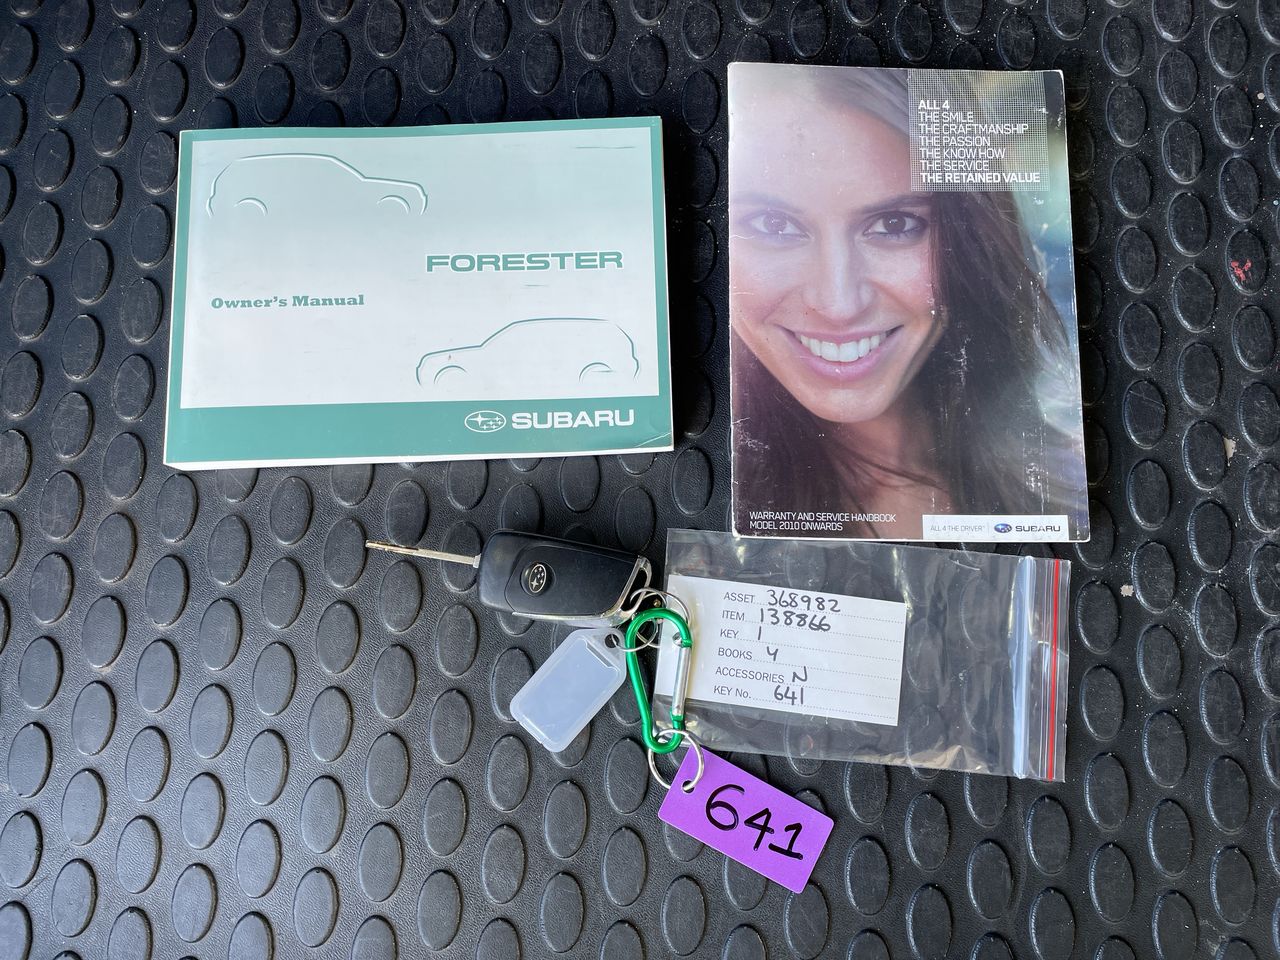 FORESTER
Owner's Manual
SUBARU
ALL 4
THE SMILE
THE CRAFTMANSHIP
THE PASSION
THE KNOW HOW
THE SERVICE
THE RETAINED VALUE
WARRANTY AND SERVICE HANDBOOK
MODEL 2010 ONWARDS
ALL 4 THE DRIVER™
SUBARU
ASSET 368982
ITEM 138866
KEY 1
BOOKS 4
ACCESSORIES N
KEY No. 641
641